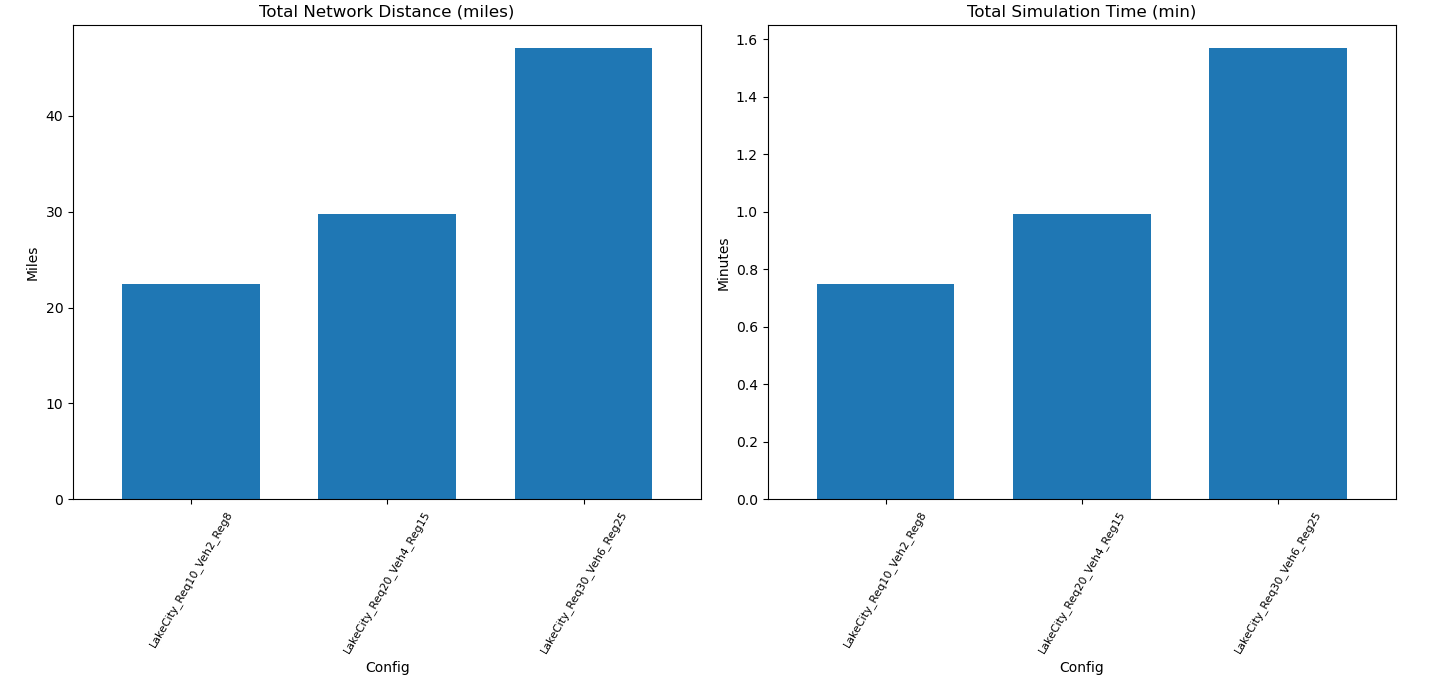 Total Network Distance (miles)
Miles
40
30
20
10
0
LakeCity_Req10_Veh2_Reg8
LakeCity_Req20_Veh4_Reg15
LakeCity_Req30_Veh6_Reg25
Config
Total Simulation Time (min)
Minutes
1.6
1.4
1.2
1.0
0.8
0.6
0.4
0.2
0.0
LakeCity_Req10_Veh2_Reg8
LakeCity_Req20_Veh4_Reg15
LakeCity_Req30_Veh6_Reg25
Config